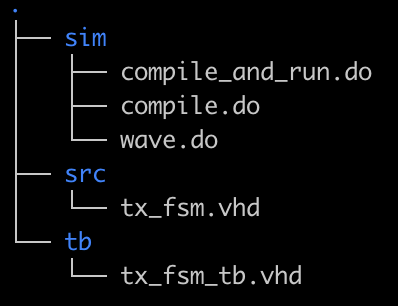 .
sim
compile_and_run.do
compile.do
wave.do
src
tx_fsm.vhd
tb
tx_fsm_tb.vhd